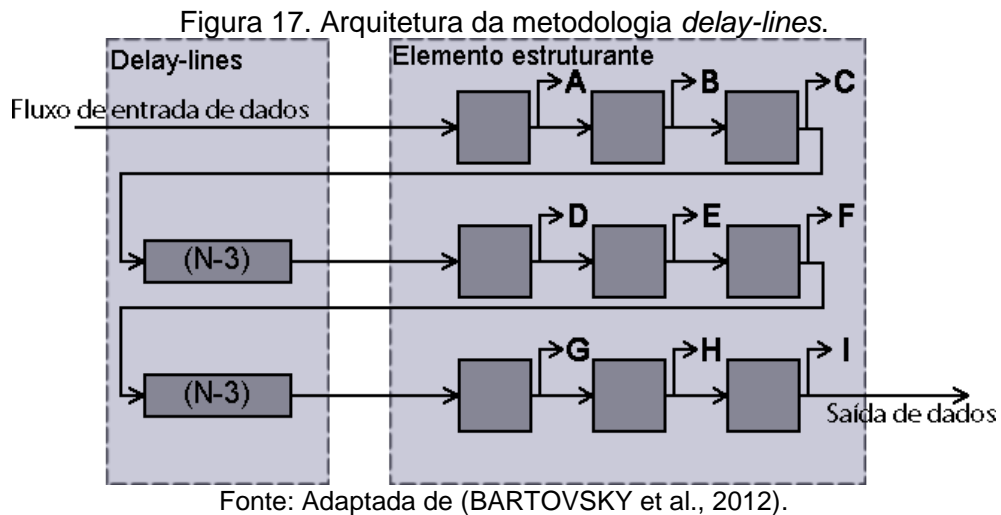 Figura 17. Arquitetura da metodologia delay-lines.
Delay-lines
Elemento estruturante
A
B
C
Fluxo de entrada de dados
D
E
F
(N-3)
G
H
I
(N-3)
Saída de dados
Fonte: Adaptada de (BARTOVSKY et al., 2012).